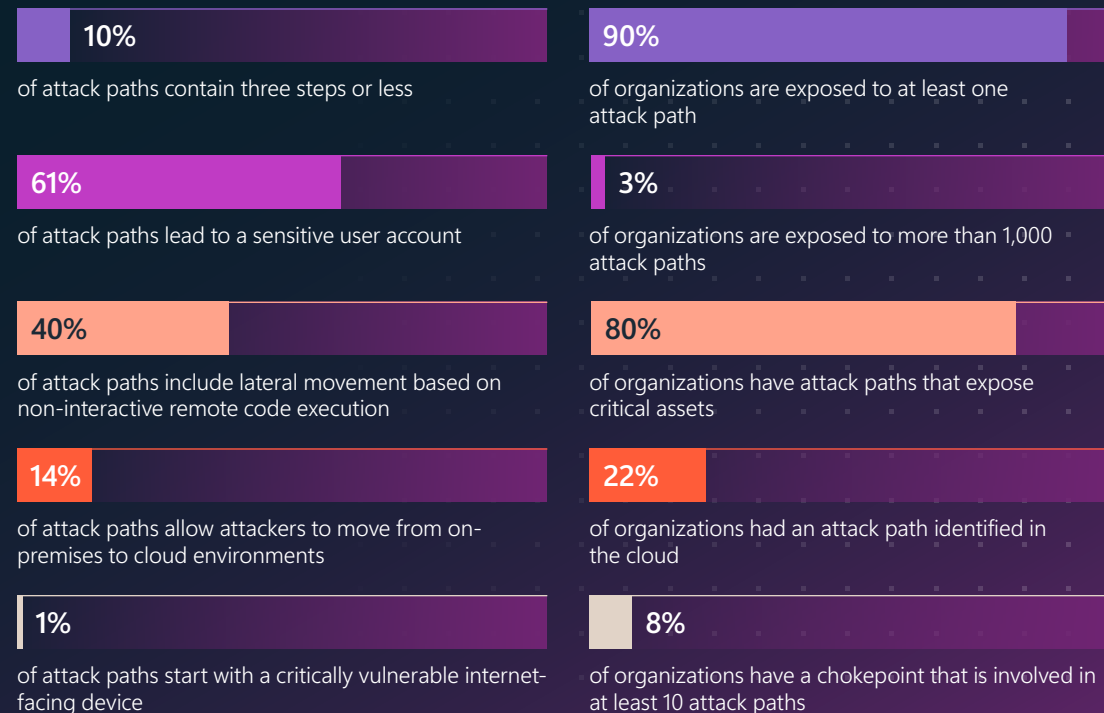 10%
of attack paths contain three steps or less
90%
of organizations are exposed to at least one
attack path
61%
of attack paths lead to a sensitive user account
3%
of organizations are exposed to more than 1,000
attack paths
40%
of attack paths include lateral movement based on
non-interactive remote code execution
80%
of organizations have attack paths that expose
critical assets
14%
of attack paths allow attackers to move from on-
premises to cloud environments
22%
of organizations had an attack path identified in
the cloud
1%
of attack paths start with a critically vulnerable internet-
facing device
8%
of organizations have a chokepoint that is involved in
at least 10 attack paths